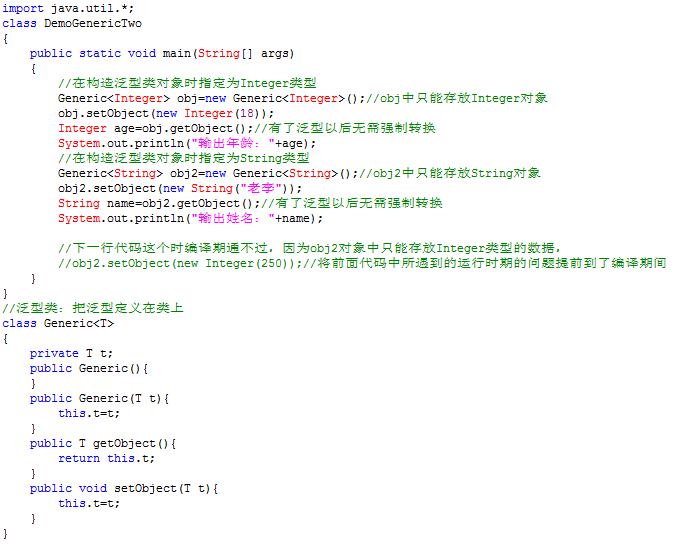 import java.util.*;
class DemoGenericTwo
{
    public static void main(String[] args)
    {
        //在构造泛型类对象时指定为Integer类型
        Generic<Integer> obj=new Generic<Integer>();//obj中只能存放Integer对象
        obj.setObject(new Integer(18));
        Integer age=obj.getObject();//有了泛型以后无需强制转换
        System.out.println("输出年龄："+age);
        //在构造泛型类对象时指定为String类型
        Generic<String> obj2=new Generic<String>();//obj2中只能存放String对象
        obj2.setObject(new String("老李"));
        String name=obj2.getObject();//有了泛型以后无需强制转换
        System.out.println("输出姓名："+name);

        //下一行代码这个时编译期通不过，因为obj2对象中只能存放Integer类型的数据，
        //obj2.setObject(new Integer(250));//将前面代码中所遇到的运行时期的问题提前到了编译期间
    }
}
//泛型类：把泛型定义在类上
class Generic<T>
{
    private T t;
    public Generic(){
    }
    public Generic(T t){
        this.t=t;
    }
    public T getObject(){
        return this.t;
    }
    public void setObject(T t){
        this.t=t;
    }
}